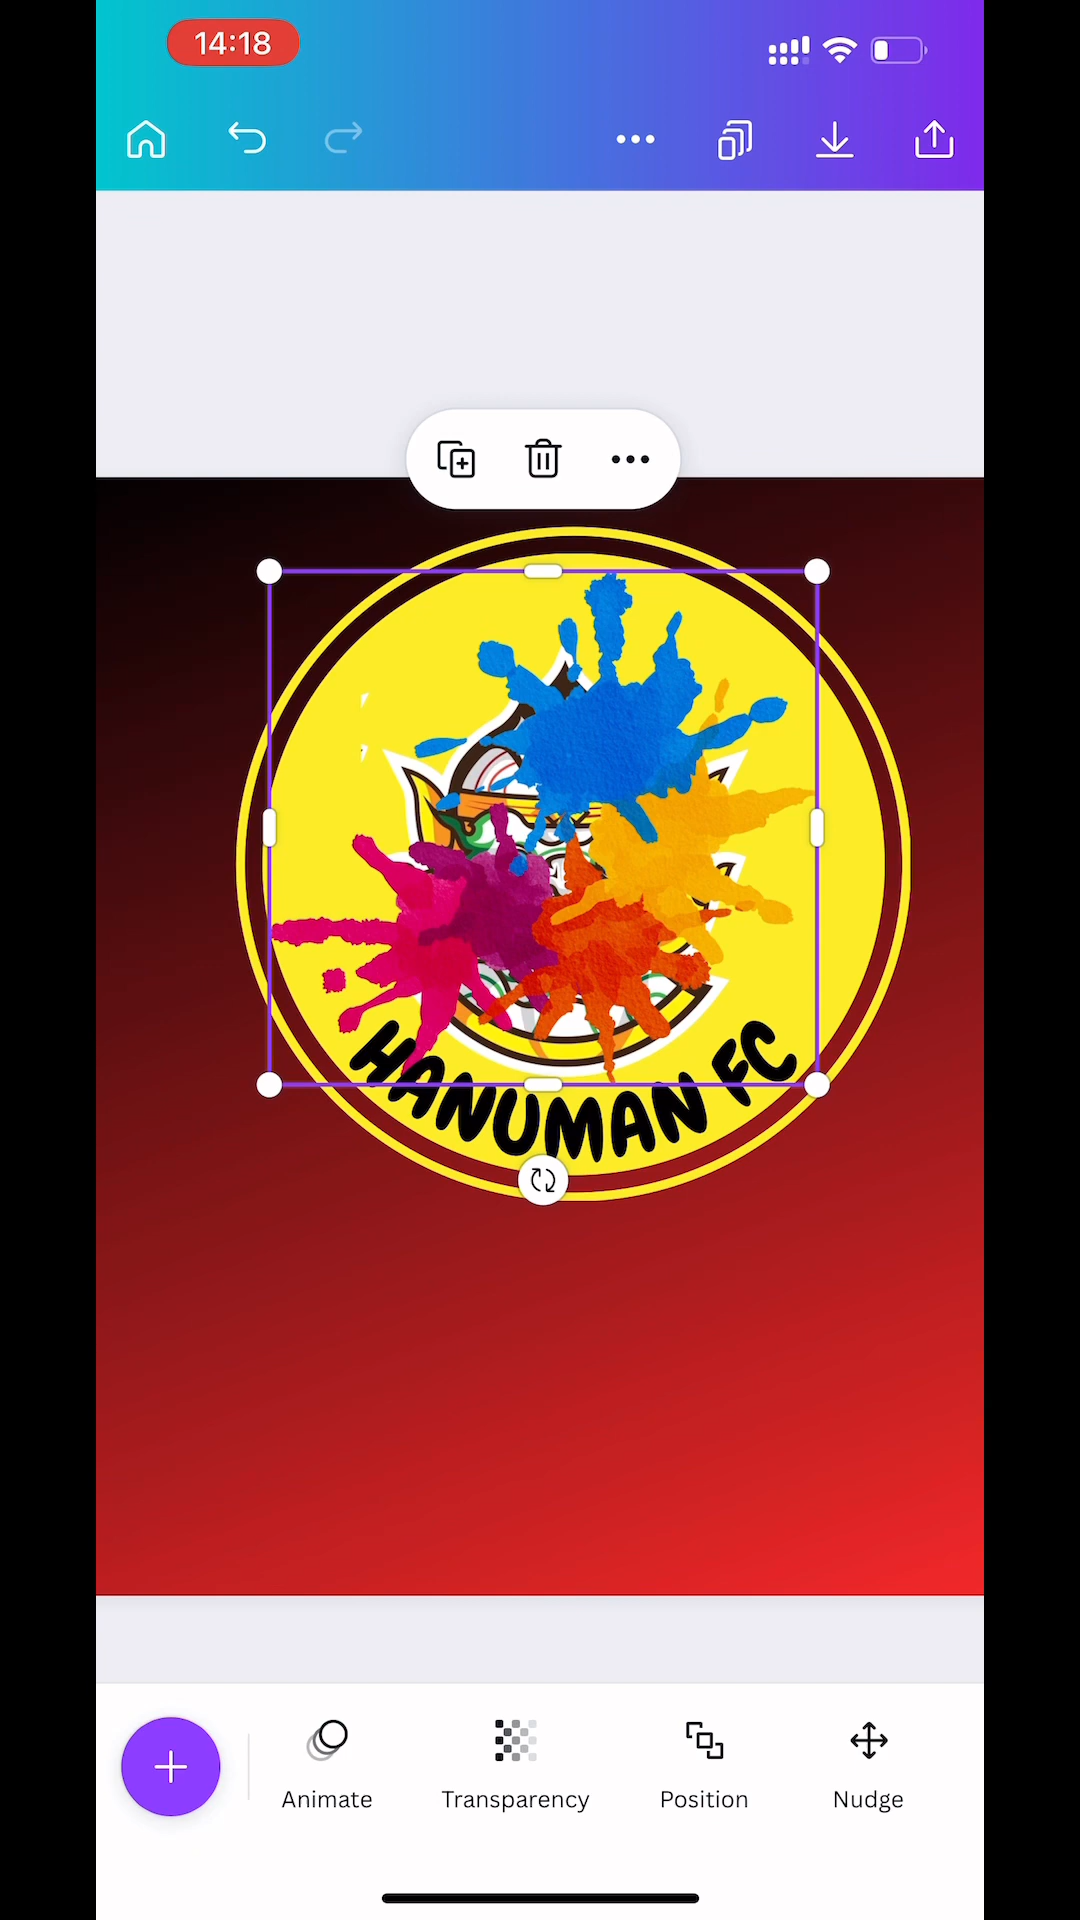 14:18
HANUMAN FC
Animate
Transparency
Position
Nudge